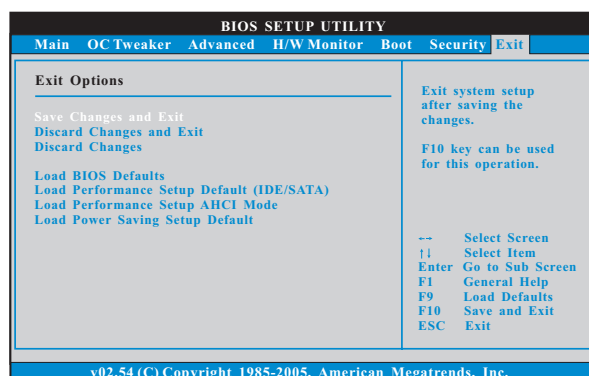 BIOS SETUP UTILITY
Main OC Tweaker Advanced H/W Monitor Boot Security Exit
Exit Options
Save Changes and Exit
Discard Changes and Exit
Discard Changes
Load BIOS Defaults
Load Performance Setup Default (IDE/SATA)
Load Performance Setup AHCI Mode
Load Power Saving Setup Default
Exit system setup
after saving the
changes.
F10 key can be used
for this operation.
←→ Select Screen
↑↓ Select Item
Enter Go to Sub Screen
F1 General Help
F9 Load Defaults
F10 Save and Exit
ESC Exit
v02.54 (C) Copyright 1985-2005, American Megatrends, Inc.